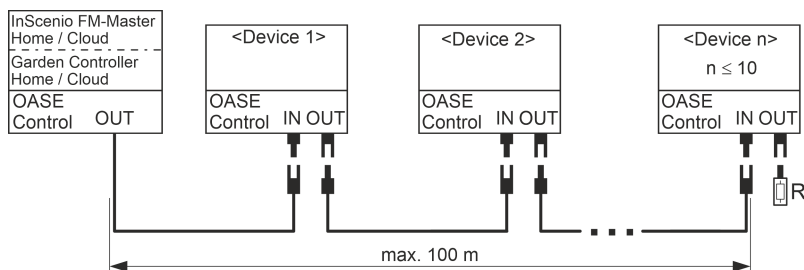 InScenio FM-Master
Home / Cloud
Garden Controller
Home / Cloud
OASE
Control OUT
<Device 1>
OASE
Control IN OUT
<Device 2>
OASE
Control IN OUT
<Device n>
n ≤ 10
OASE
Control IN OUT
R
max. 100 m